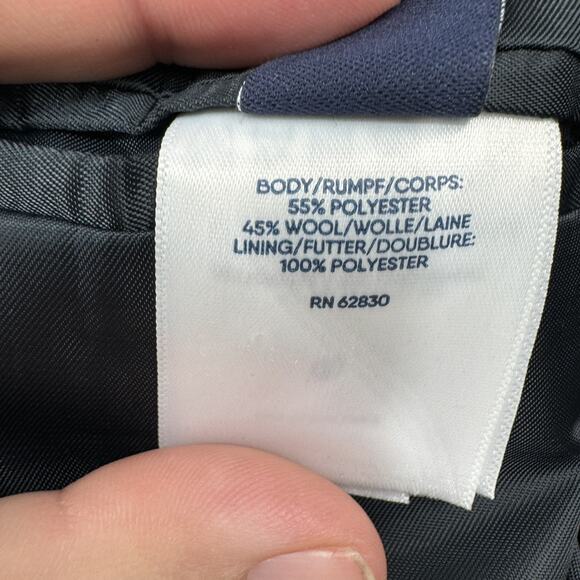 BODY/RUMPF/CORPS:
55% POLYESTER
45% WOOL/WOLLE/LAINE
LINING/FUTTER/DOUBLURE:
100% POLYESTER
RN 62830